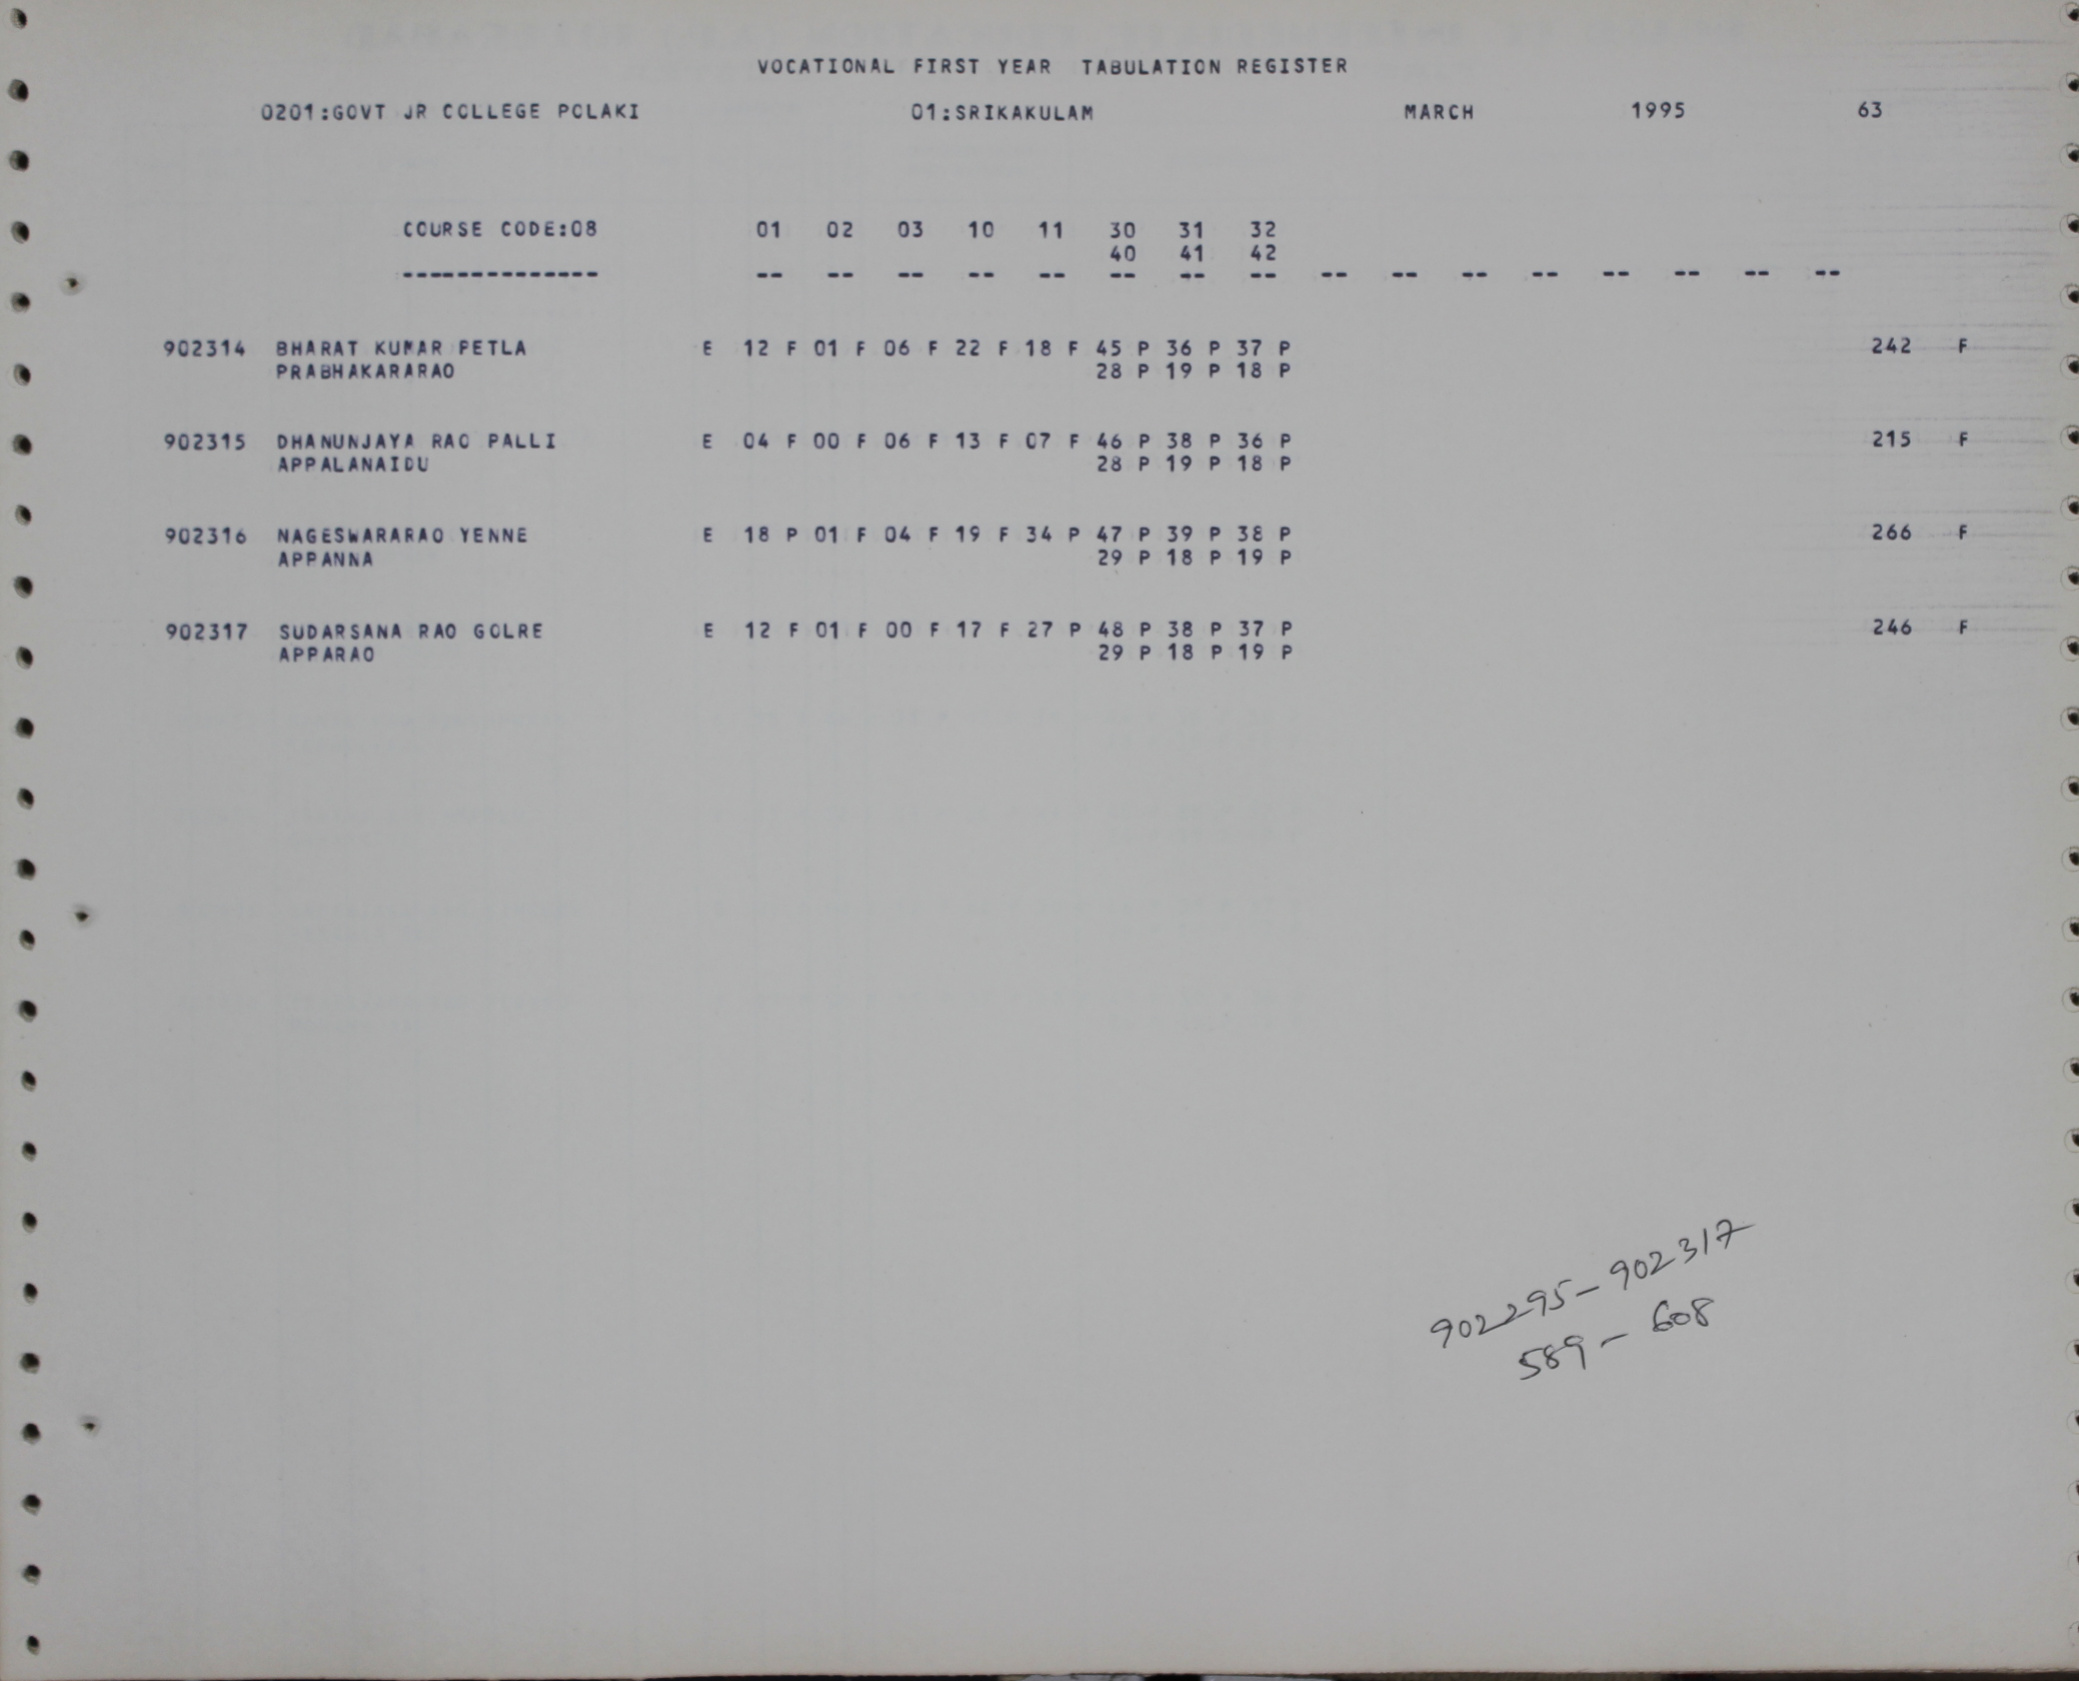 VOCATIONAL FIRST YEAR TABULATION REGISTER
0201:GOVT JR COLLEGE POLAKI 01:SRIKAKULAM MARCH 1995 63
COURSE CODE:08 01 02 03 10 11 30 31 32
40 41 42
-------------- -- -- -- -- -- -- -- -- -- -- -- -- -- -- -- --
902314 BHARAT KUMAR PETLA E 12 F 01 F 06 F 22 F 18 F 45 P 36 P 37 P 242 F
PRABHAKARARAO 28 P 19 P 18 P
902315 DHANUNJAYA RAO PALLI E 04 F 00 F 06 F 13 F 07 F 46 P 38 P 36 P 215 F
APPALANAIDU 28 P 19 P 18 P
902316 NAGESWARARAO YENNE E 18 P 01 F 04 F 19 F 34 P 47 P 39 P 38 P 266 F
APPANNA 29 P 18 P 19 P
902317 SUDARSANA RAO GOLRE E 12 F 01 F 00 F 17 F 27 P 48 P 38 P 37 P 246 F
APPARAO 29 P 18 P 19 P
902295-902317
589-608